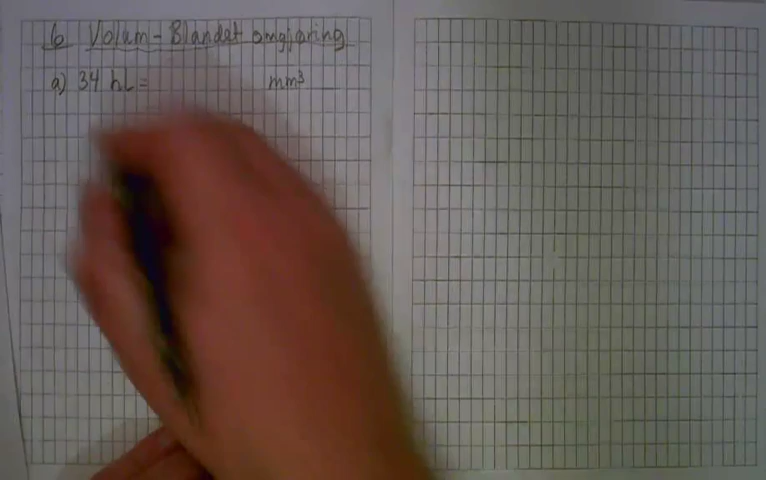 6 Volum - Blandet omgjøring
a) 34 hL = mm³